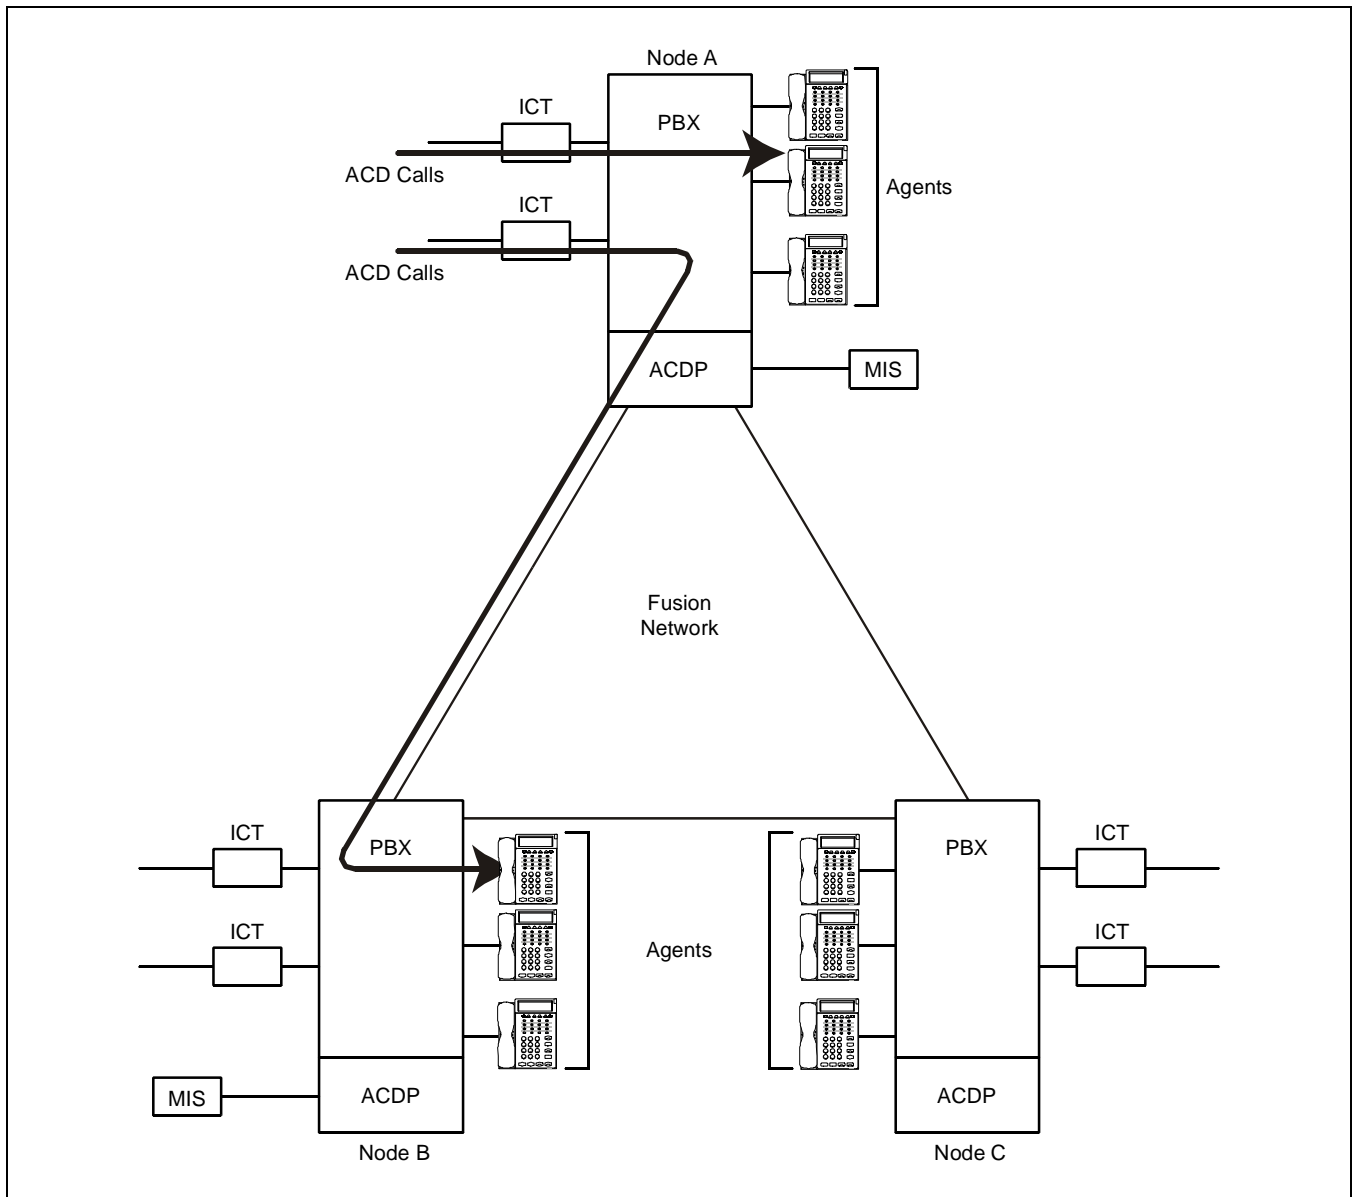 Node A
ICT
PBX
ACD Calls
Agents
ICT
ACD Calls
ACDP
MIS
Fusion
Network
ICT
PBX
PBX
ICT
ICT
Agents
ICT
MIS
ACDP
ACDP
Node B
Node C